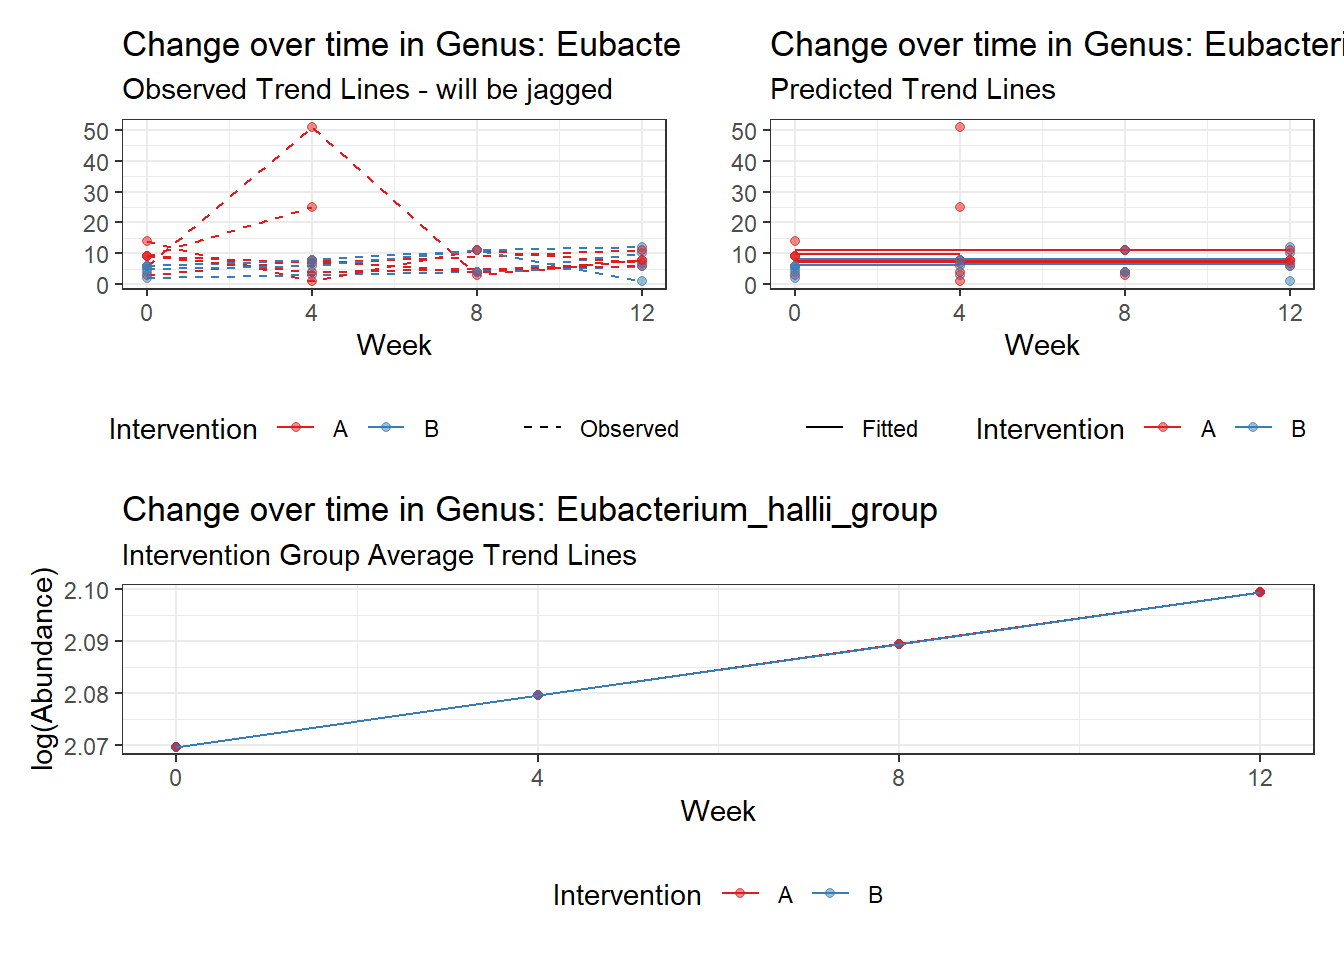 Change over time in Genus: Eubacte
Observed Trend Lines - will be jagged
50
40
30
20
10
0
0 4 8 12
Week
Intervention A B Observed
Change over time in Genus: Eubacteri
Predicted Trend Lines
50
40
30
20
10
0
0 4 8 12
Week
Fitted Intervention A B
Change over time in Genus: Eubacterium_hallii_group
Intervention Group Average Trend Lines
log(Abundance)
2.10
2.09
2.08
2.07
0 4 8 12
Week
Intervention A B